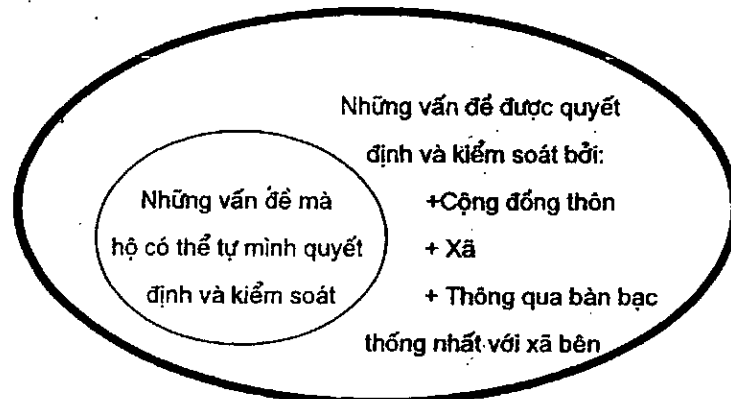 Những vấn để được quyết
định và kiểm soát bởi:
+Cộng đồng thôn
+ Xã
+ Thông qua bàn bạc
thống nhất với xã bên
Những vấn đề mà
hộ có thể tự mình quyết
định và kiểm soát